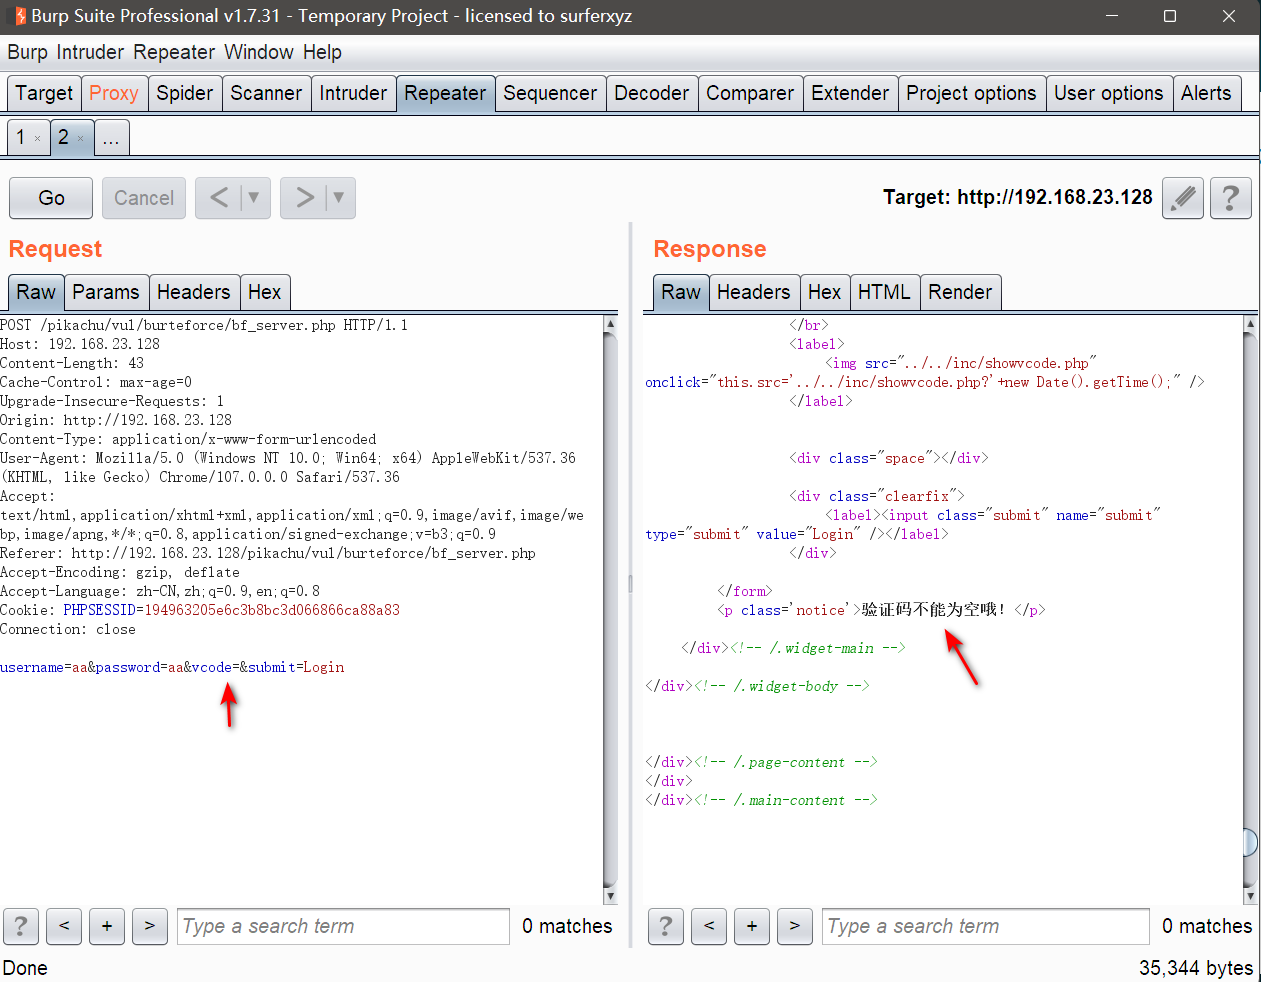 Burp Suite Professional v1.7.31 - Temporary Project - licensed to surferxyz
Burp Intruder Repeater Window Help
Target Proxy Spider Scanner Intruder Repeater Sequencer Decoder Comparer Extender Project options User options Alerts
1 × 2 × ...
Go Cancel < ▼ > ▼ Target: http://192.168.23.128 ?
Request
Raw Params Headers Hex
POST /pikachu/vul/burteforce/bf_server.php HTTP/1.1
Host: 192.168.23.128
Content-Length: 43
Cache-Control: max-age=0
Upgrade-Insecure-Requests: 1
Origin: http://192.168.23.128
Content-Type: application/x-www-form-urlencoded
User-Agent: Mozilla/5.0 (Windows NT 10.0; Win64; x64) AppleWebKit/537.36
(KHTML, like Gecko) Chrome/107.0.0.0 Safari/537.36
Accept:
text/html,application/xhtml+xml,application/xml;q=0.9,image/avif,image/we
bp,image/apng,*/*;q=0.8,application/signed-exchange;v=b3;q=0.9
Referer: http://192.168.23.128/pikachu/vul/burteforce/bf_server.php
Accept-Encoding: gzip, deflate
Accept-Language: zh-CN,zh;q=0.9,en;q=0.8
Cookie: PHPSESSID=194963205e6c3b8bc3d066866ca88a83
Connection: close
username=aa&password=aa&vcode=&submit=Login
? < + > Type a search term 0 matches
Response
Raw Headers Hex HTML Render
</br>
<label>
<img src="../../inc/showvcode.php"
onclick="this.src='../../inc/showvcode.php?'+new Date().getTime();" />
</label>
<div class="space"></div>
<div class="clearfix">
<label><input class="submit" name="submit"
type="submit" value="Login" /></label>
</div>
</form>
<p class='notice'>验证码不能为空哦！</p>
</div><!-- /.widget-main -->
</div><!-- /.widget-body -->
</div><!-- /.page-content -->
</div>
</div><!-- /.main-content -->
? < + > Type a search term 0 matches
Done 35,344 bytes